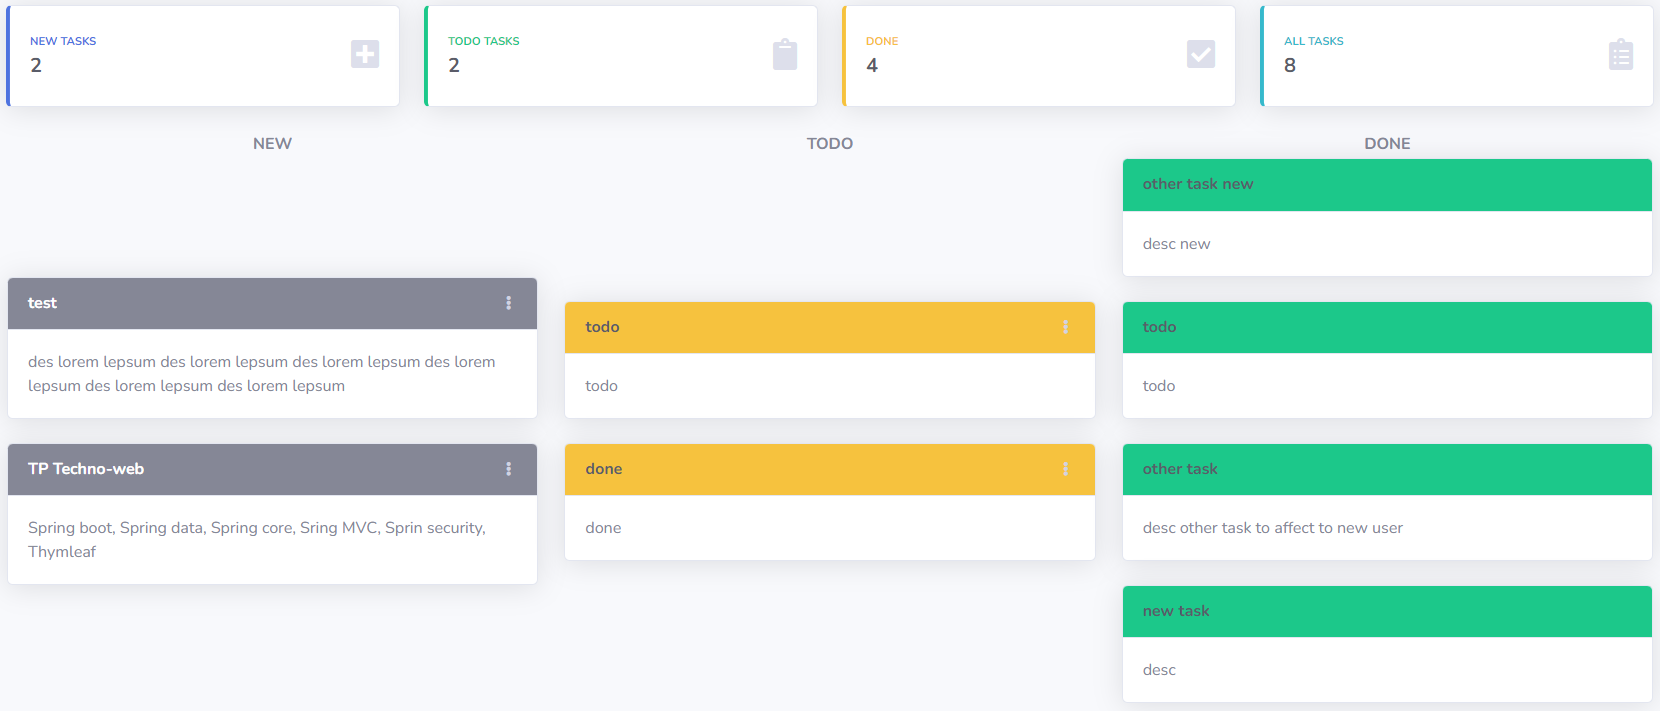 NEW TASKS
2
TODO TASKS
2
DONE
4
ALL TASKS
8
NEW
test
des lorem lepsum des lorem lepsum des lorem lepsum des lorem
lepsum des lorem lepsum des lorem lepsum
TP Techno-web
Spring boot, Spring data, Spring core, Sring MVC, Sprin security,
Thymleaf
TODO
todo
todo
done
done
DONE
other task new
desc new
todo
todo
other task
desc other task to affect to new user
new task
desc